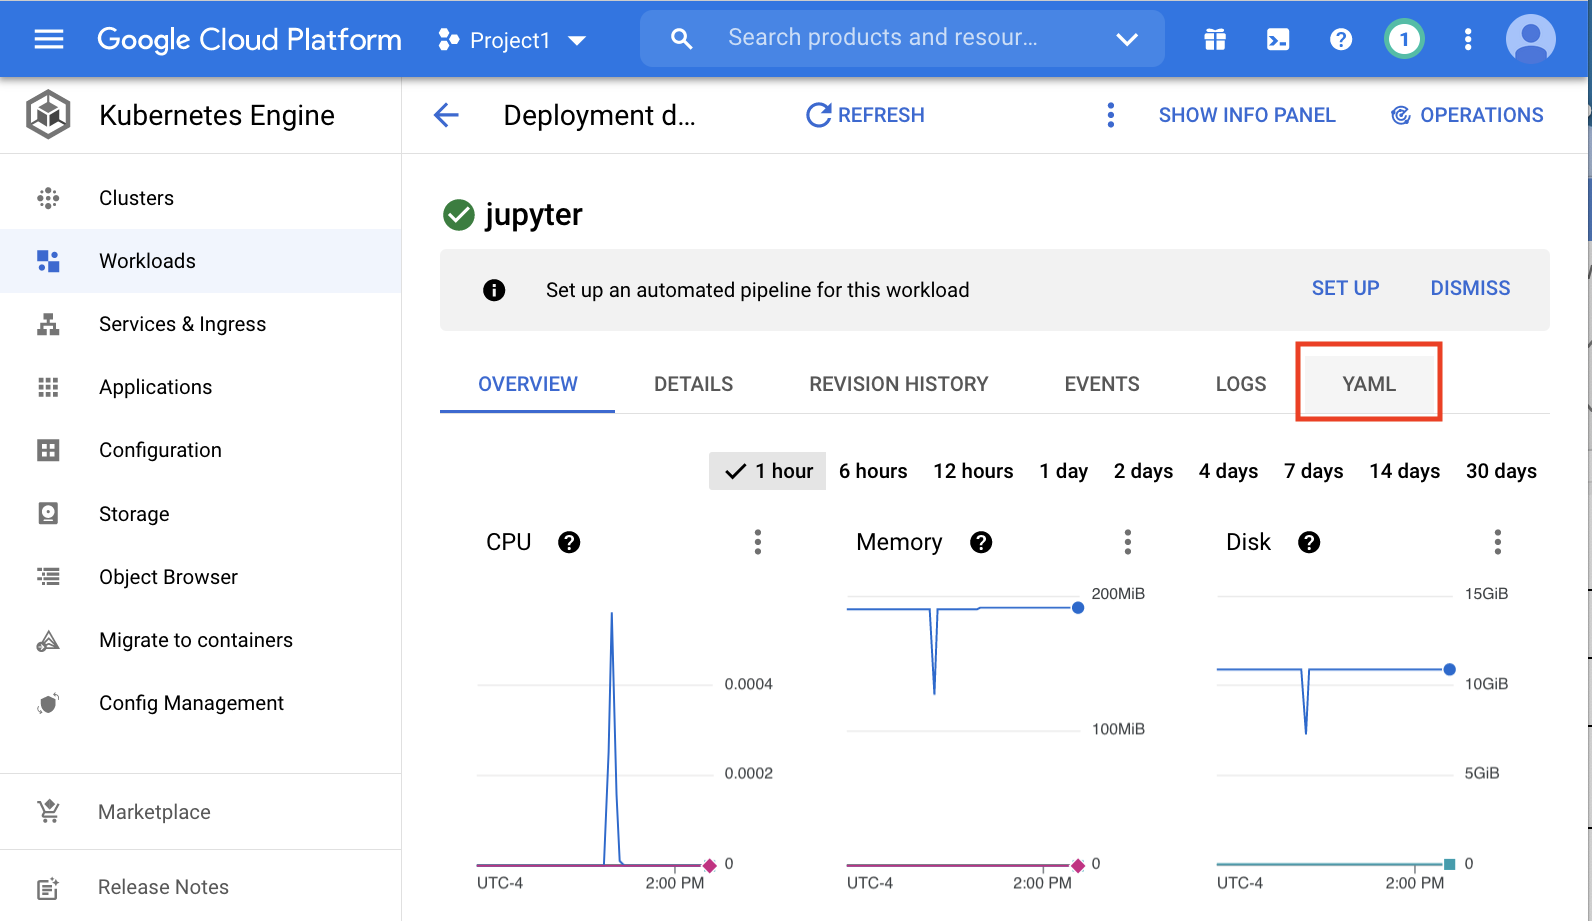 Google Cloud Platform Project1 Search products and resour... 1
Kubernetes Engine
Deployment d... REFRESH SHOW INFO PANEL OPERATIONS
Clusters
Workloads
Services & Ingress
Applications
Configuration
Storage
Object Browser
Migrate to containers
Config Management
Marketplace
Release Notes
jupyter
Set up an automated pipeline for this workload SET UP DISMISS
OVERVIEW DETAILS REVISION HISTORY EVENTS LOGS YAML
1 hour 6 hours 12 hours 1 day 2 days 4 days 7 days 14 days 30 days
CPU
0.0004
0.0002
0
UTC-4 2:00 PM
Memory
200MiB
100MiB
0
UTC-4 2:00 PM
Disk
15GiB
10GiB
5GiB
0
UTC-4 2:00 PM